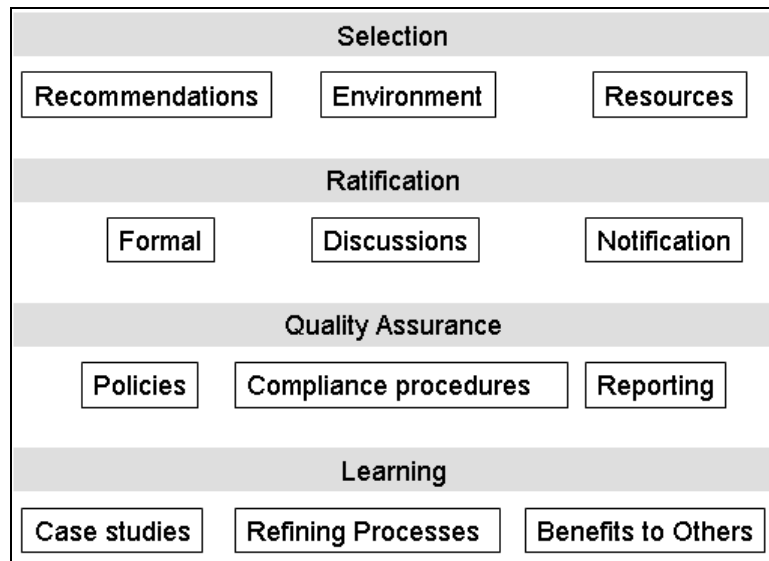 Selection
Recommendations Environment Resources
Ratification
Formal Discussions Notification
Quality Assurance
Policies Compliance procedures Reporting
Learning
Case studies Refining Processes Benefits to Others